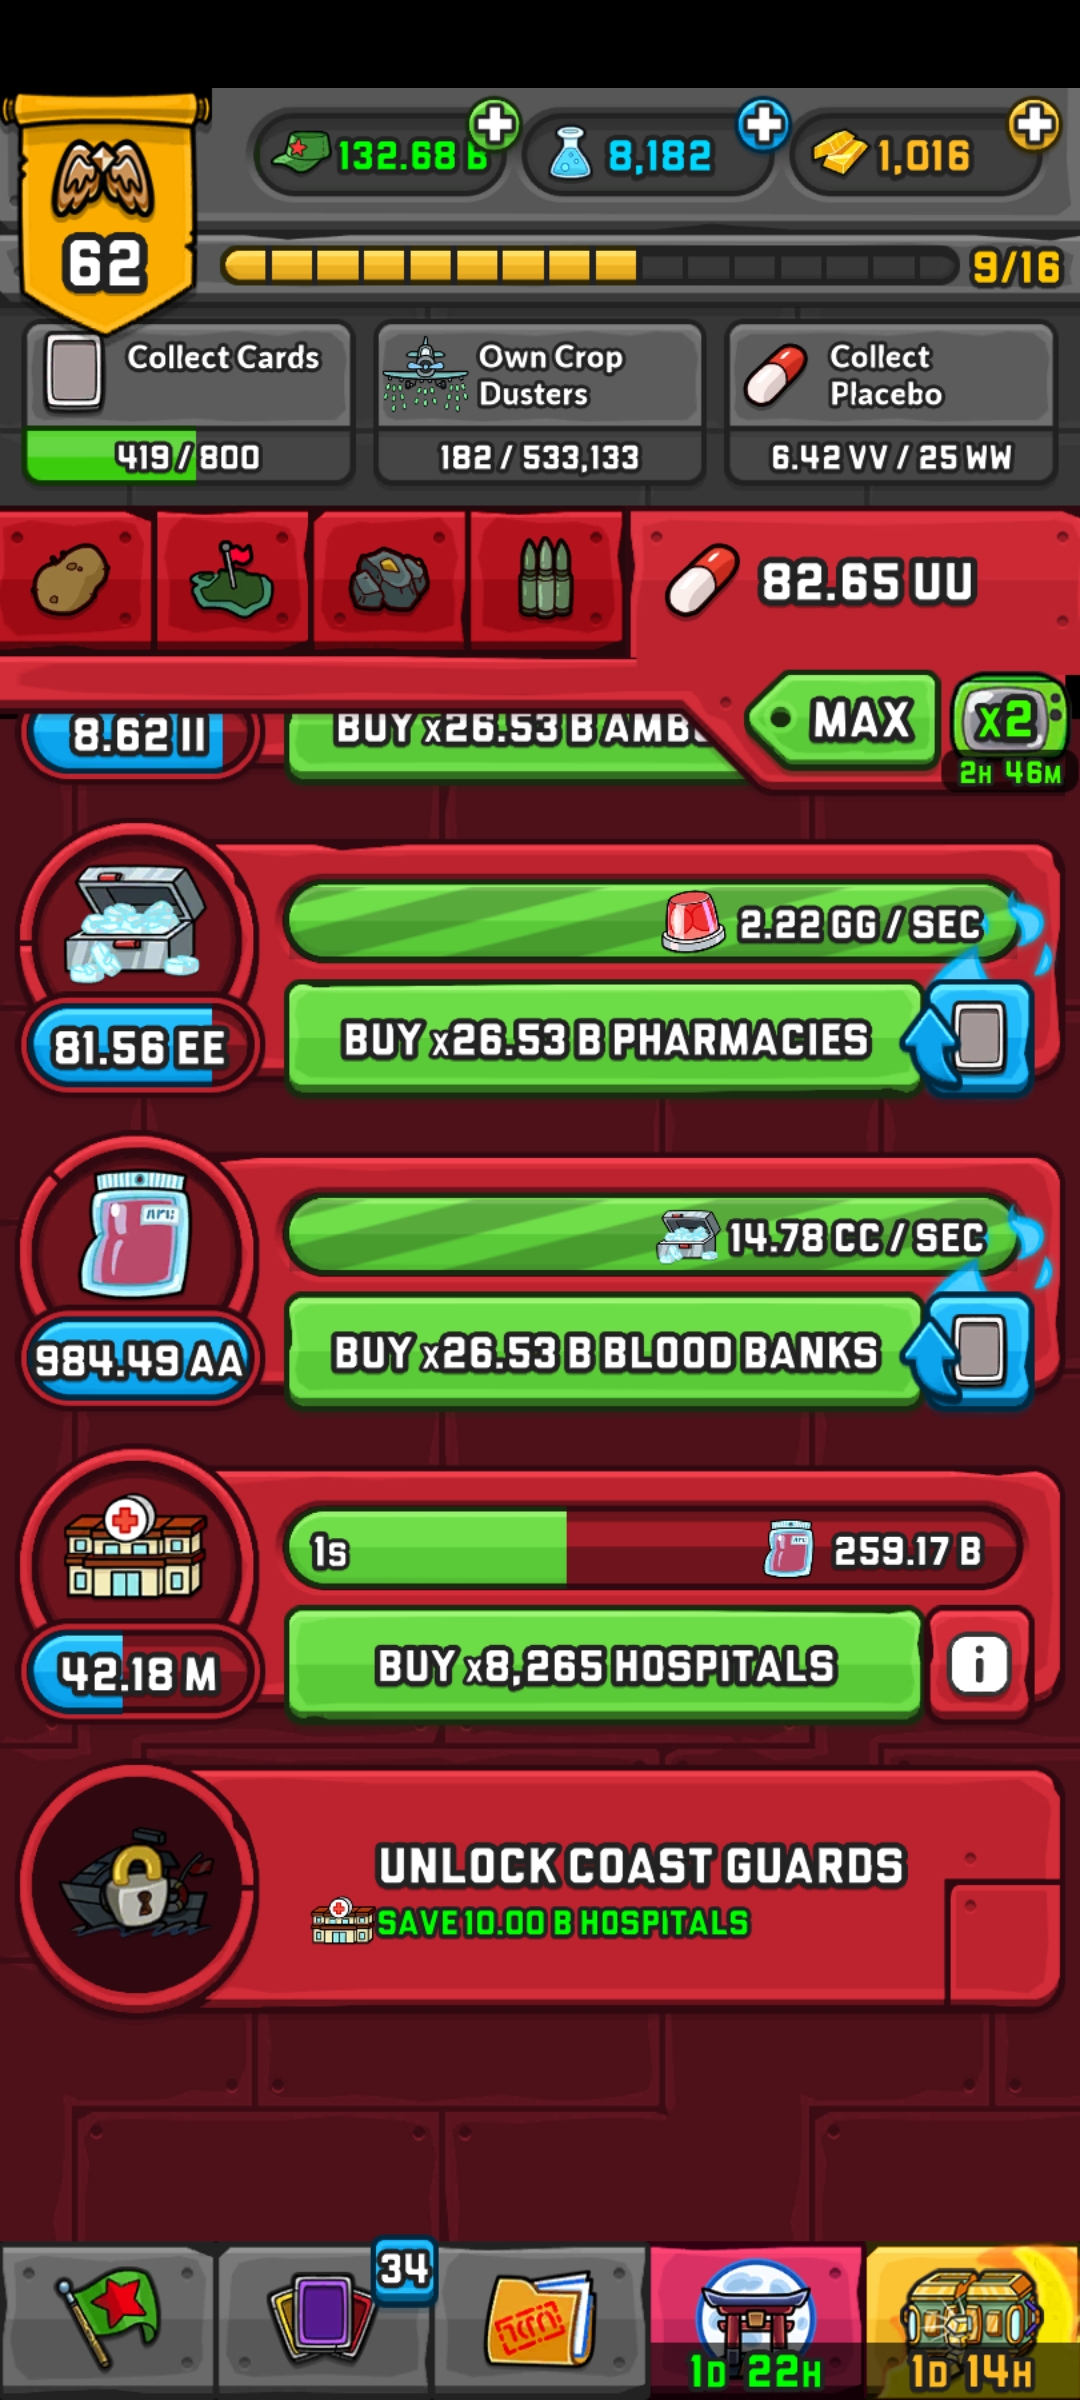 132.68 B
8,182
1,016
62
9/16
Collect Cards
419 / 800
Own Crop
Dusters
182 / 533,133
Collect
Placebo
6.42 VV / 25 WW
82.65 UU
MAX
x2
2H 46M
8.62 II
BUY x26.53 B
2.22 GG / SEC
81.56 EE
BUY x26.53 B PHARMACIES
14.78 CC / SEC
984.49 AA
BUY x26.53 B BLOOD BANKS
1s
259.17 B
42.18 M
BUY x8,265 HOSPITALS
i
UNLOCK COAST GUARDS
SAVE 10.00 B HOSPITALS
34
1D 22H
1D 14H